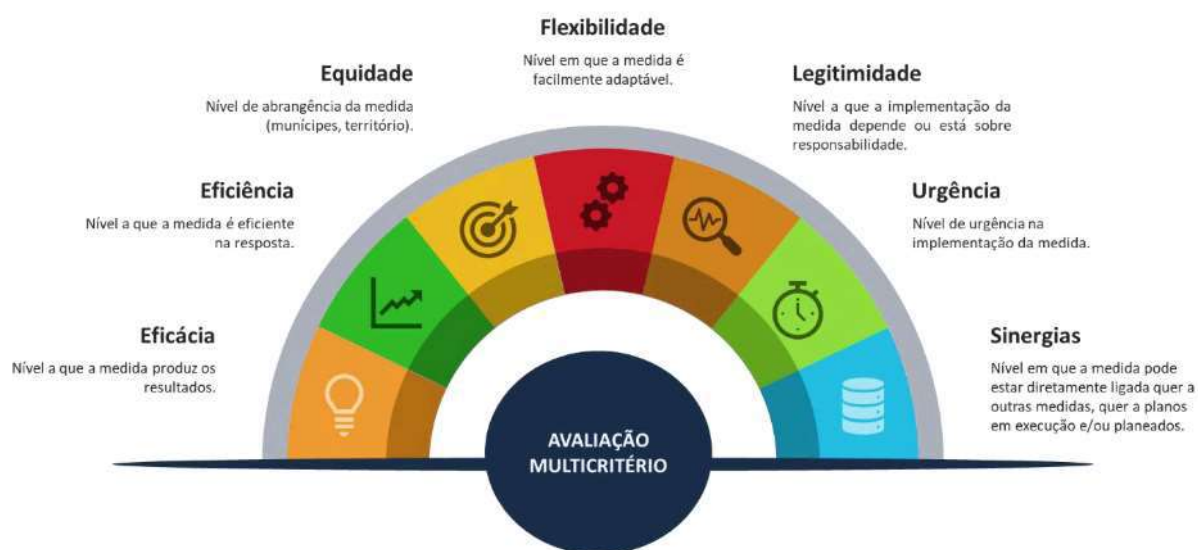 Flexibilidade
Nível em que a medida é
facilmente adaptável.
Equidade
Nível de abrangência da medida
(munícipes, território).
Legitimidade
Nível a que a implementação da
medida depende ou está sobre
responsabilidade.
Eficiência
Nível a que a medida é eficiente
na resposta.
Urgência
Nível de urgência na
implementação da medida.
Eficácia
Nível a que a medida produz os
resultados.
Sinergias
Nível em que a medida pode
estar diretamente ligada quer a
outras medidas, quer a planos
em execução e/ou planeados.
AVALIAÇÃO
MULTICRITÉRIO